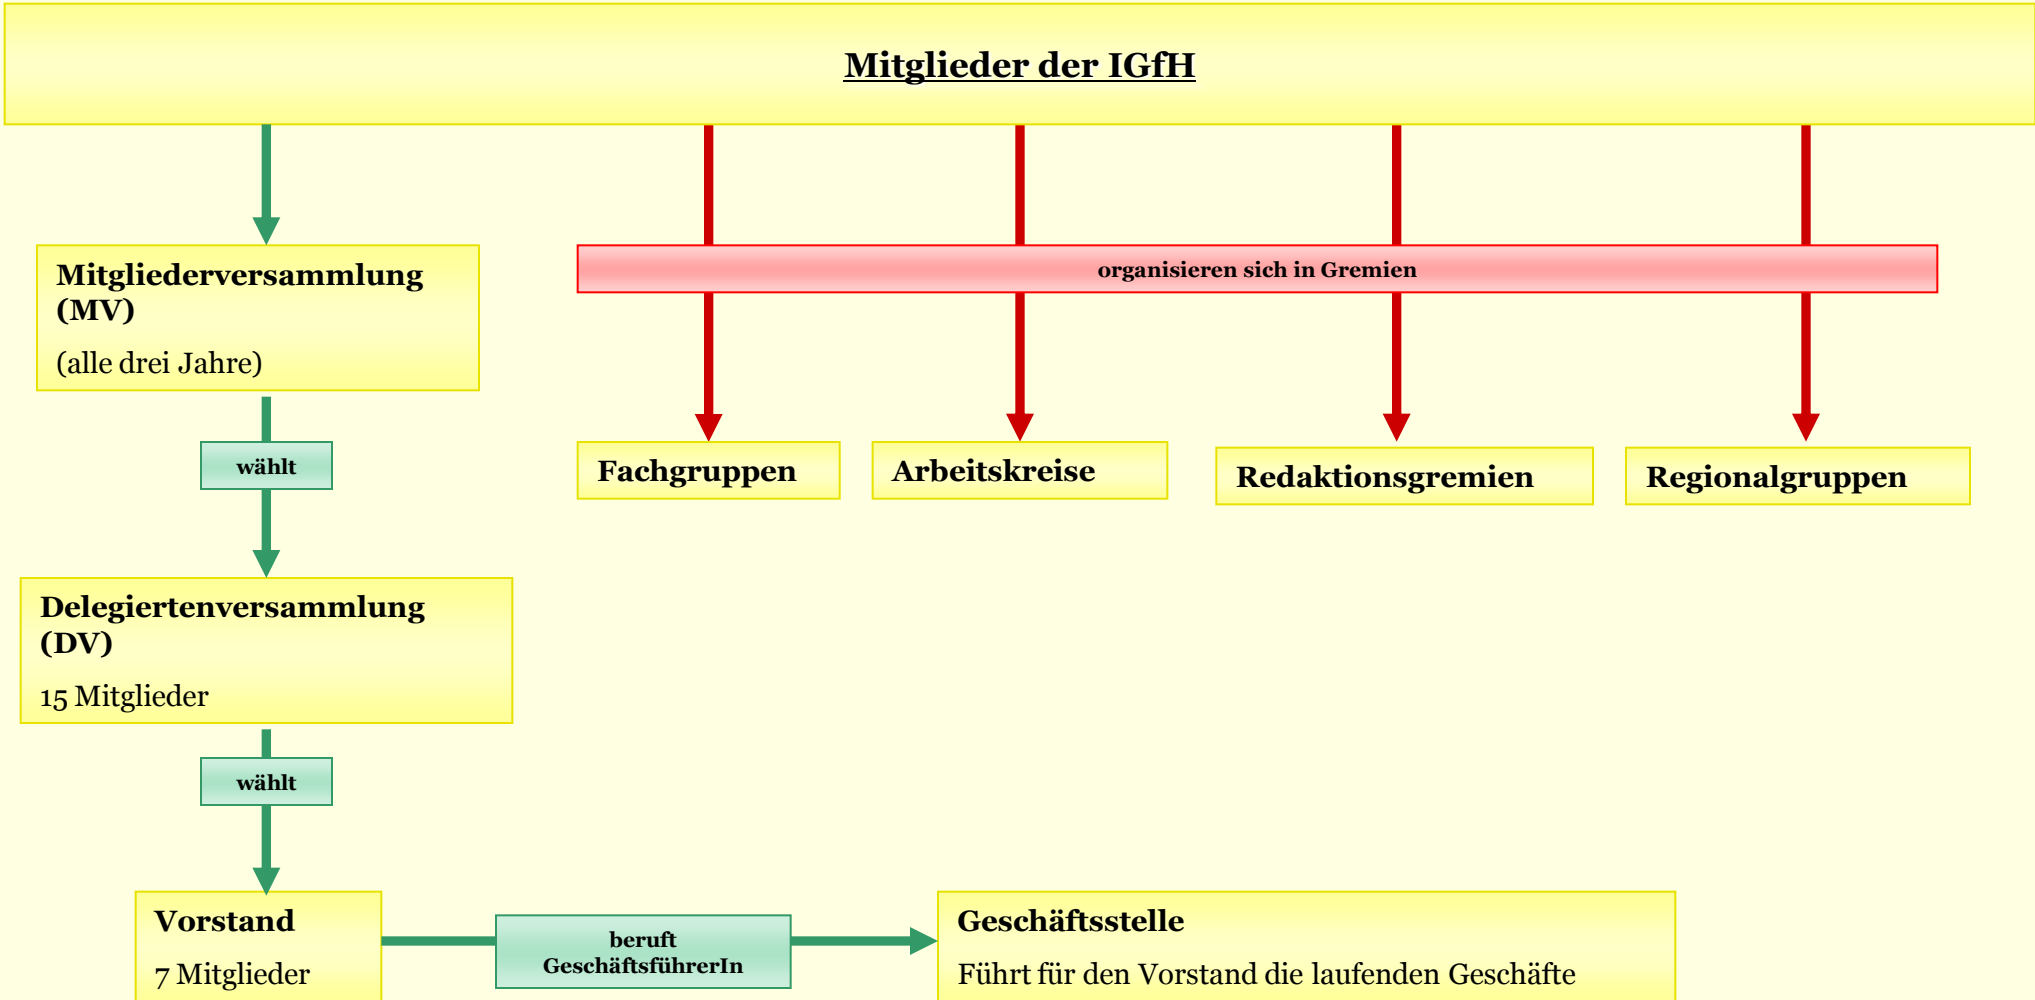 Mitglieder der IGfH
Mitgliederversammlung
(MV)
(alle drei Jahre)
organisieren sich in Gremien
wählt
Fachgruppen
Arbeitskreise
Redaktionsgremien
Regionalgruppen
Delegiertenversammlung
(DV)
15 Mitglieder
wählt
Vorstand
7 Mitglieder
beruft
GeschäftsführerIn
Geschäftsstelle
Führt für den Vorstand die laufenden Geschäfte